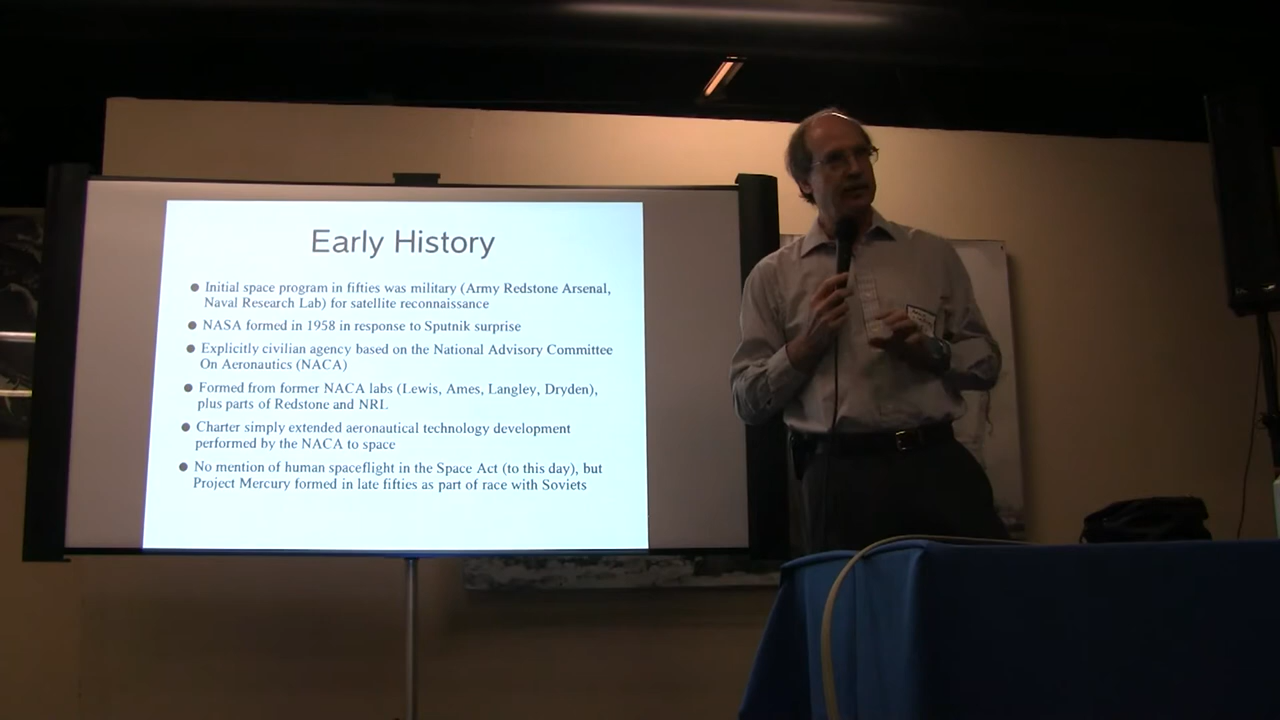 Early History
● Initial space program in fifties was military (Army Redstone Arsenal,
Naval Research Lab) for satellite reconnaissance
● NASA formed in 1958 in response to Sputnik surprise
● Explicitly civilian agency based on the National Advisory Committee
On Aeronautics (NACA)
● Formed from former NACA labs (Lewis, Ames, Langley, Dryden),
plus parts of Redstone and NRL
● Charter simply extended aeronautical technology development
performed by the NACA to space
● No mention of human spaceflight in the Space Act (to this day), but
Project Mercury formed in late fifties as part of race with Soviets